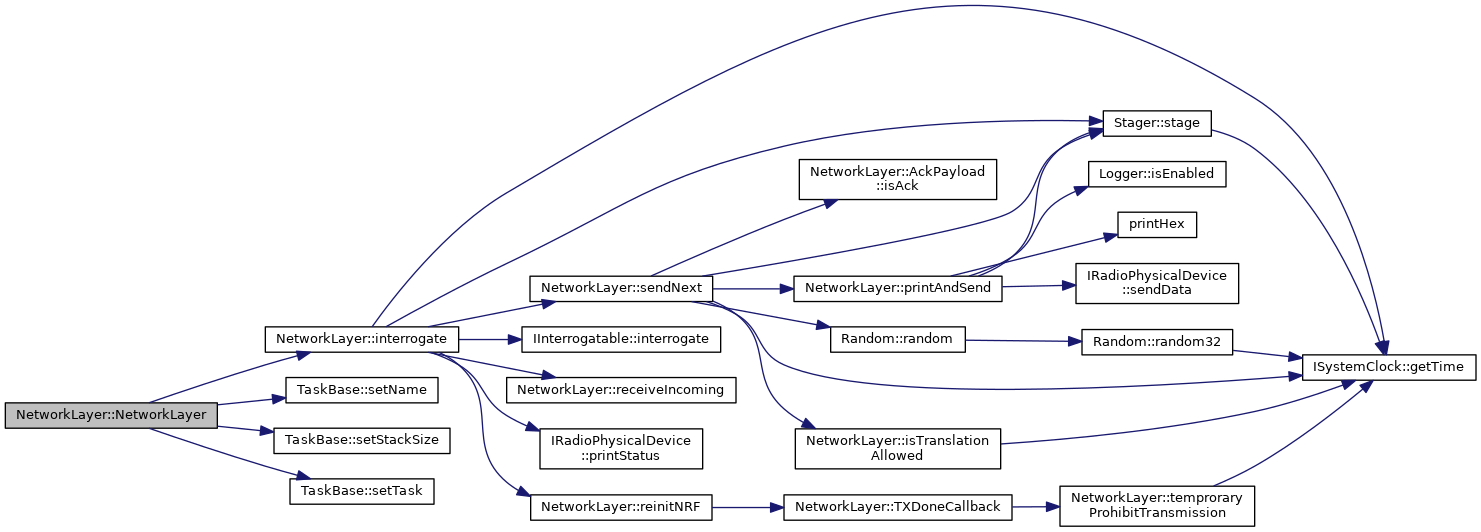 Stager::stage
NetworkLayer::AckPayload
::isAck
Logger::isEnabled
printHex
NetworkLayer::sendNext
NetworkLayer::printAndSend
IRadioPhysicalDevice
::sendData
NetworkLayer::interrogate
IInterrogatable::interrogate
Random::random
Random::random32
ISystemClock::getTime
TaskBase::setName
NetworkLayer::receiveIncoming
NetworkLayer::NetworkLayer
TaskBase::setStackSize
IRadioPhysicalDevice
::printStatus
NetworkLayer::isTranslation
Allowed
TaskBase::setTask
NetworkLayer::reinitNRF
NetworkLayer::TXDoneCallback
NetworkLayer::temprorary
ProhibitTransmission